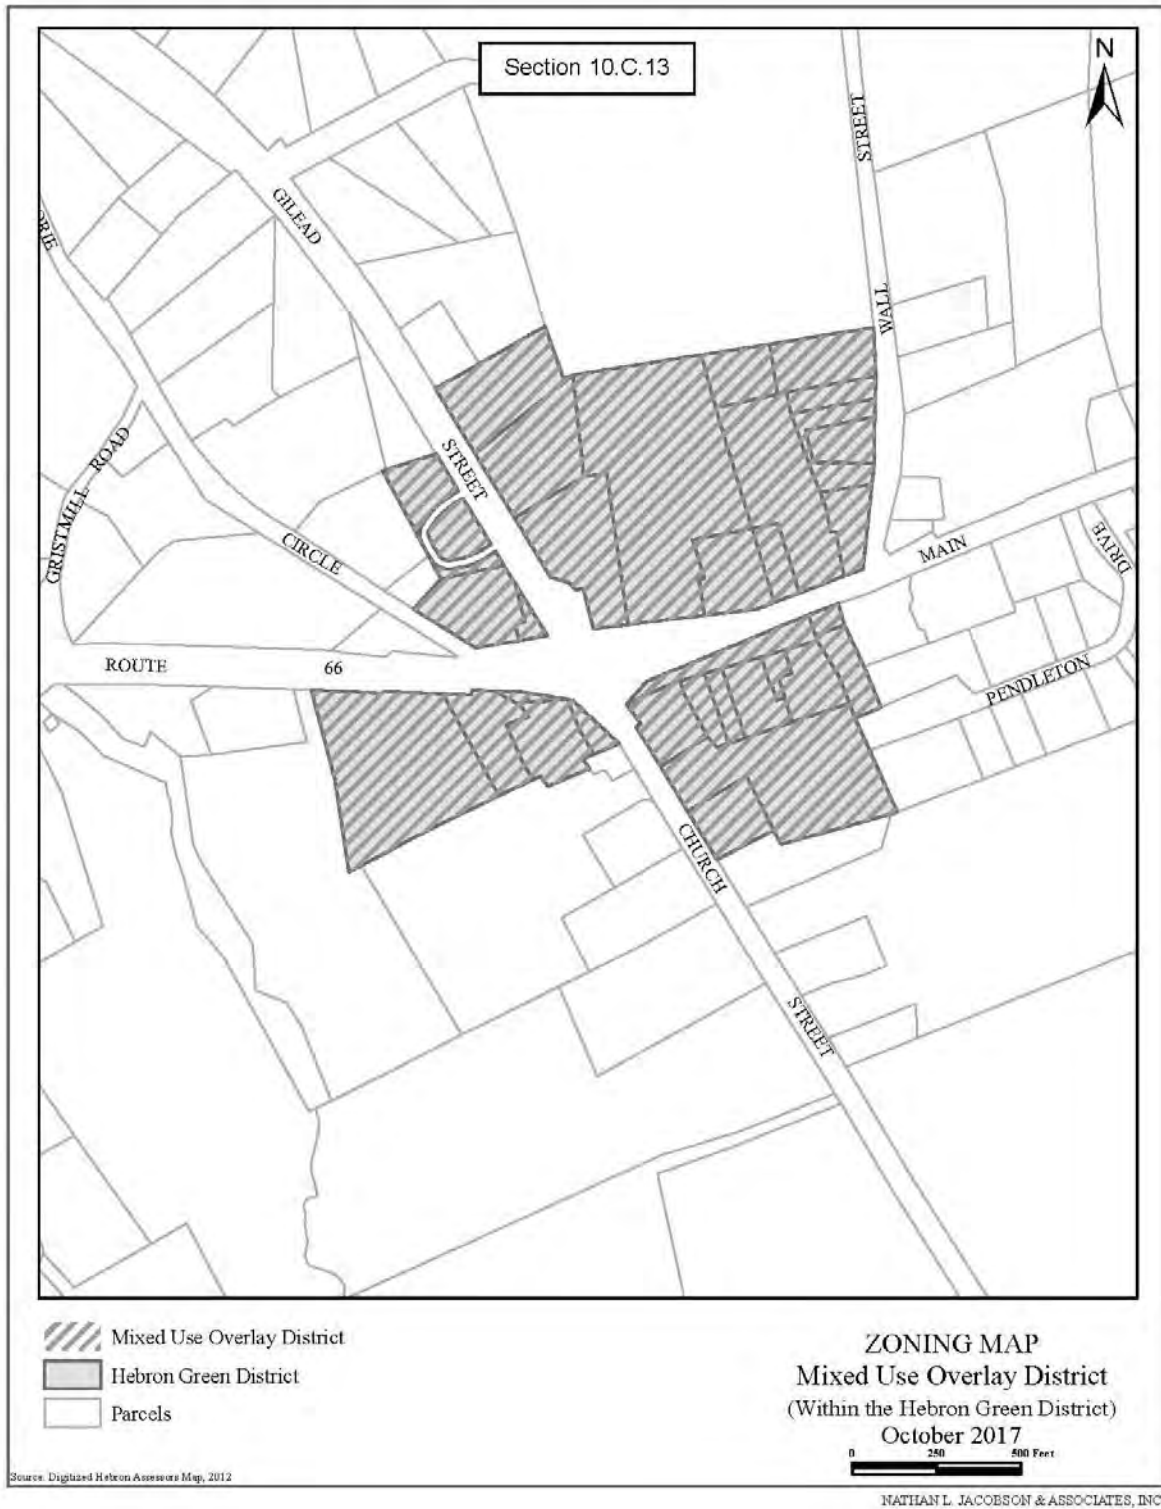 Section 10.C.13
N
STREET
GILEAD
ORIE
WALL
STREET
ROAD
GRISTMILL
CIRCLE
MAIN
DRIVE
ROUTE 66
PENDLETON
CHURCH
STREET
Mixed Use Overlay District
Hebron Green District
Parcels
ZONING MAP
Mixed Use Overlay District
(Within the Hebron Green District)
October 2017
0 250 500 Feet
Source: Digitized Hebron Assessors Map, 2012
NATHAN L. JACOBSON & ASSOCIATES, INC